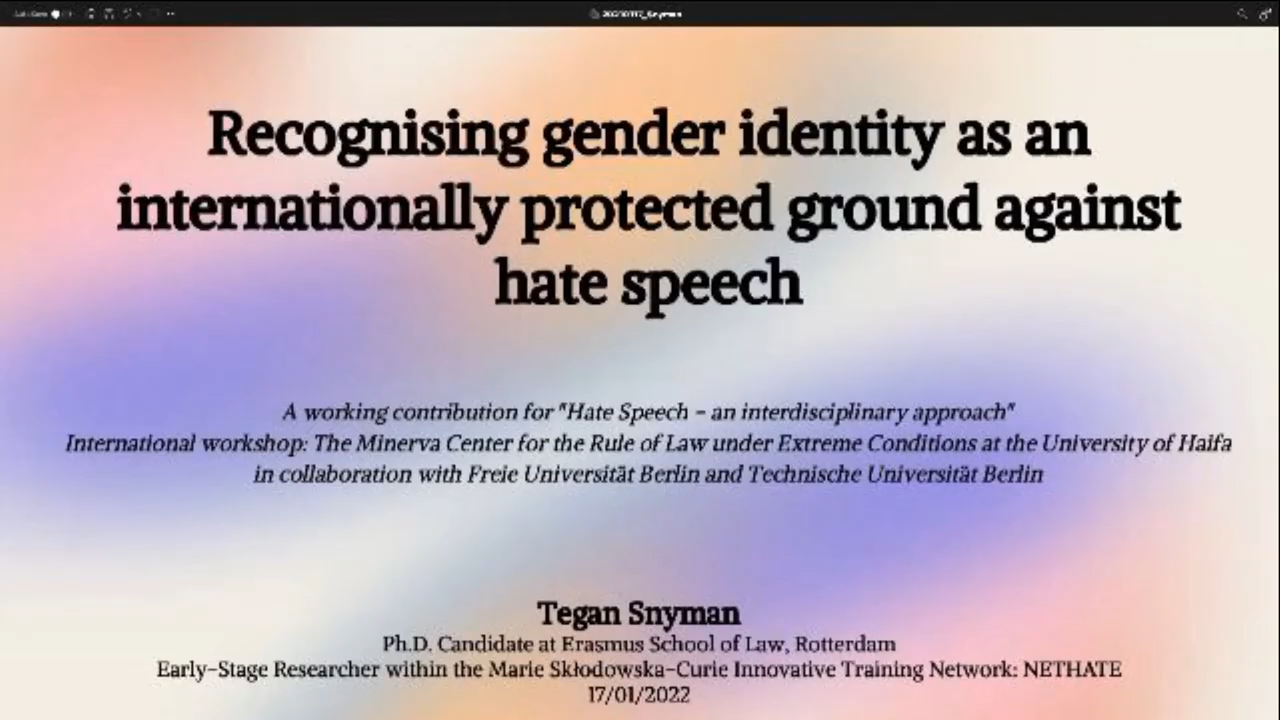 Recognising gender identity as an
internationally protected ground against
hate speech
A working contribution for "Hate Speech – an interdisciplinary approach"
International workshop: The Minerva Center for the Rule of Law under Extreme Conditions at the University of Haifa
in collaboration with Freie Universität Berlin and Technische Universität Berlin
Tegan Snyman
Ph.D. Candidate at Erasmus School of Law, Rotterdam
Early-Stage Researcher within the Marie Skłodowska-Curie Innovative Training Network: NETHATE
17/01/2022